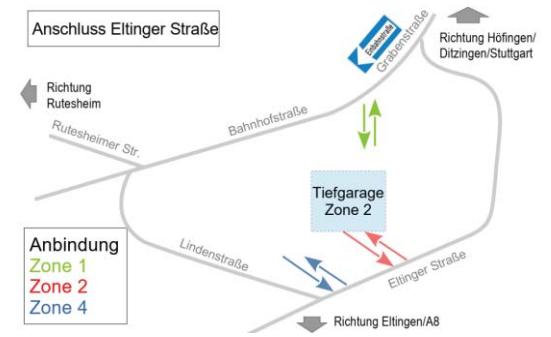 Anschluss Eltinger Straße
Einbahnstraße
Grabenstraße
Richtung Höfingen/
Ditzingen/Stuttgart
Richtung
Rutesheim
Bahnhofstraße
Rutesheimer Str.
Tiefgarage
Zone 2
Anbindung
Zone 1
Zone 2
Zone 4
Lindenstraße
Eltinger Straße
Richtung Eltingen/A8